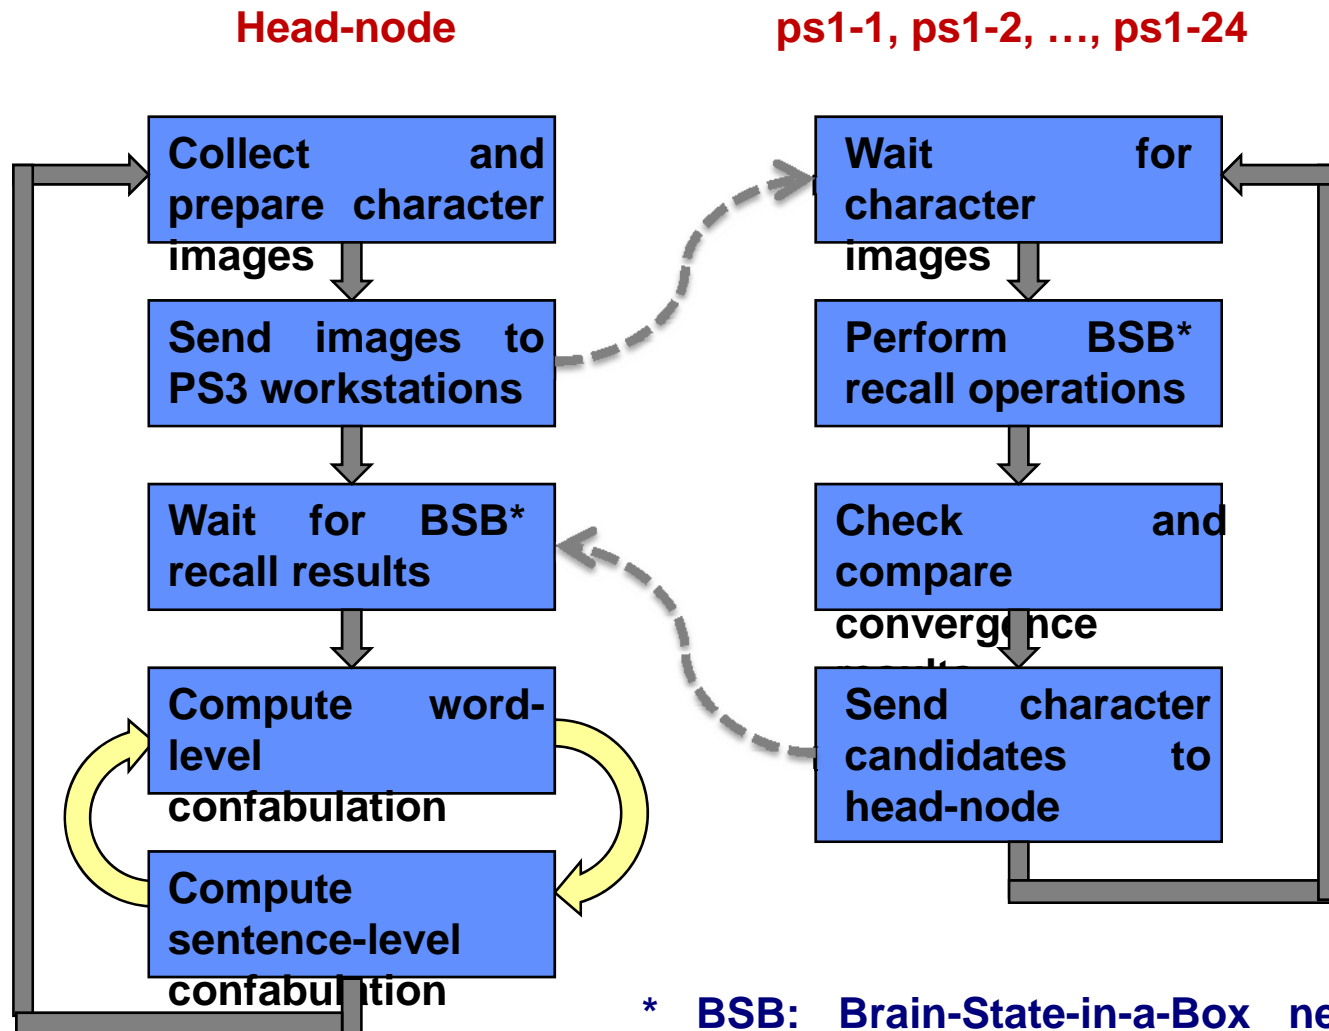 Head-node
ps1-1, ps1-2, …, ps1-24
Collect and
prepare character
images
Send images to
PS3 workstations
Wait for BSB*
recall results
Compute word-
level
confabulation
Compute
sentence-level
confabulation
Wait for
character
images
Perform BSB*
recall operations
Check and
compare
convergence
Send character
candidates to
head-node
* BSB: Brain-State-in-a-Box